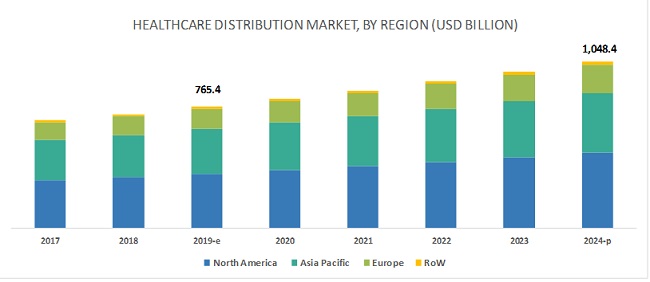 HEALTHCARE DISTRIBUTION MARKET, BY REGION (USD BILLION)
1,048.4
765.4
2017 2018 2019-e 2020 2021 2022 2023 2024-p
North America Asia Pacific Europe RoW